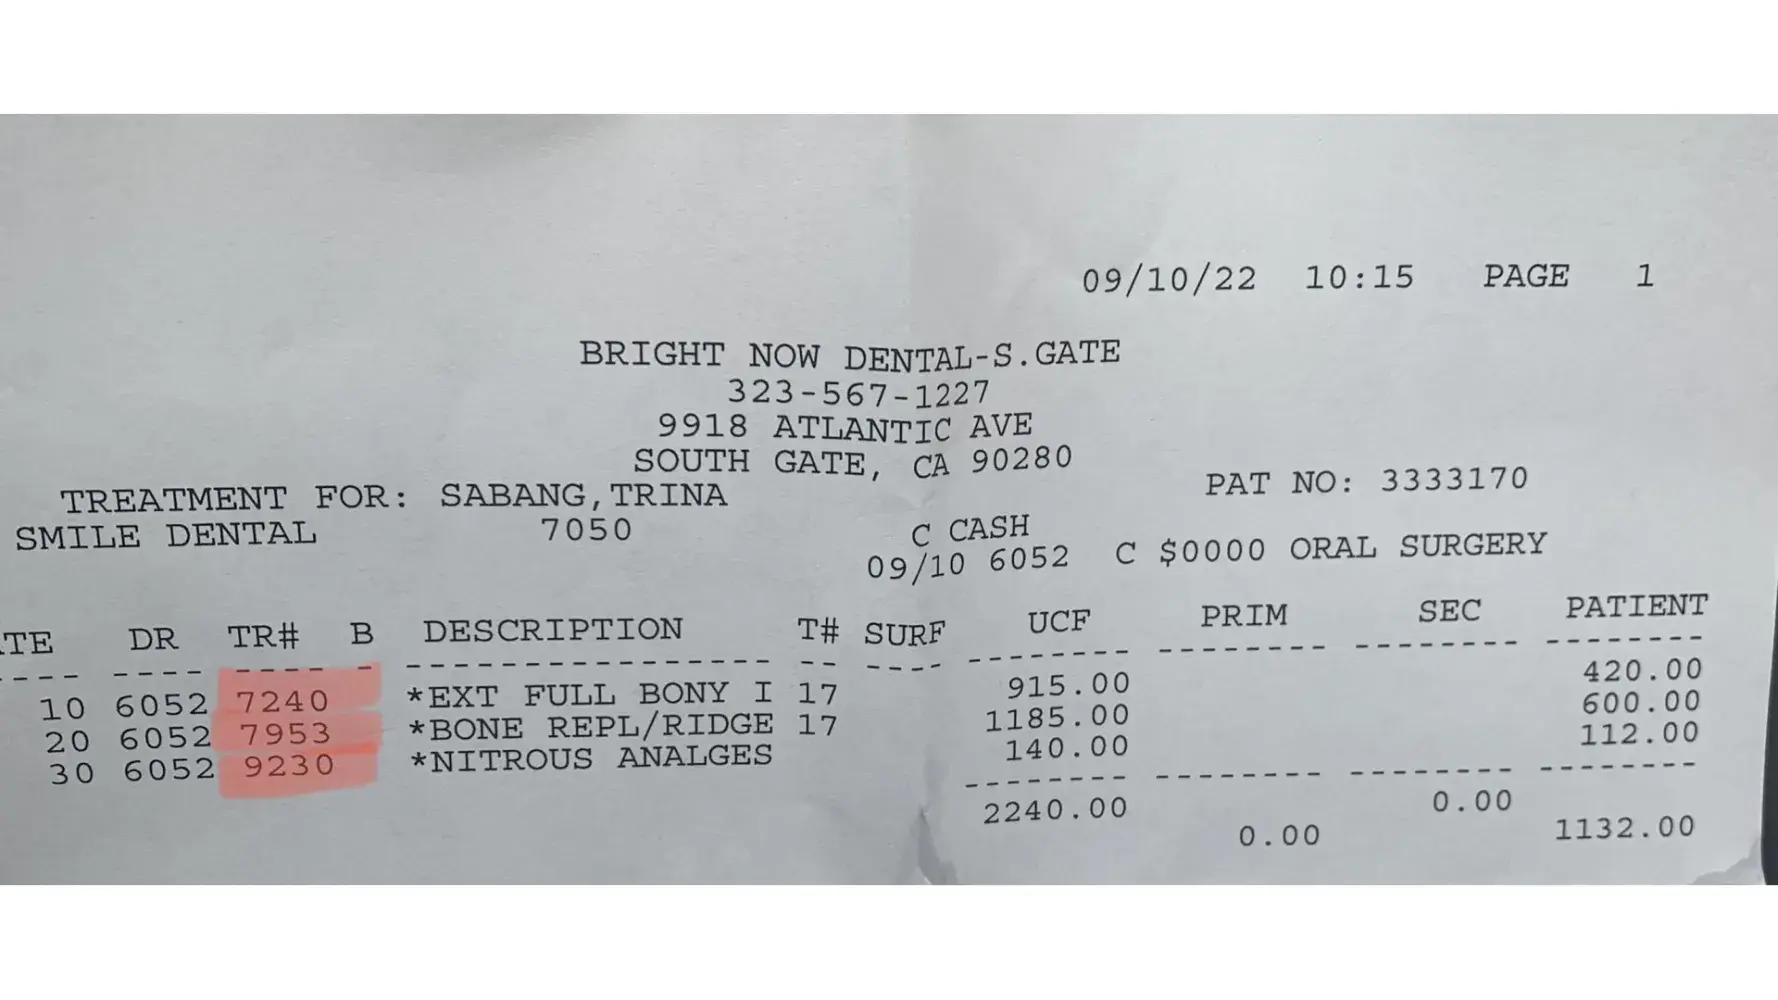 09/10/22 10:15 PAGE 1
BRIGHT NOW DENTAL-S.GATE
323-567-1227
9918 ATLANTIC AVE
SOUTH GATE, CA 90280
TREATMENT FOR: SABANG,TRINA PAT NO: 3333170
SMILE DENTAL 7050 C CASH
09/10 6052 C $0000 ORAL SURGERY
TE DR TR# B DESCRIPTION T# SURF UCF PRIM SEC PATIENT
---- ---- ---- - ---------------- -- ---- -------- -------- -------- --------
10 6052 7240 *EXT FULL BONY I 17 915.00 420.00
20 6052 7953 *BONE REPL/RIDGE 17 1185.00 600.00
30 6052 9230 *NITROUS ANALGES 140.00 112.00
-------- -------- -------- --------
2240.00 0.00 0.00 1132.00